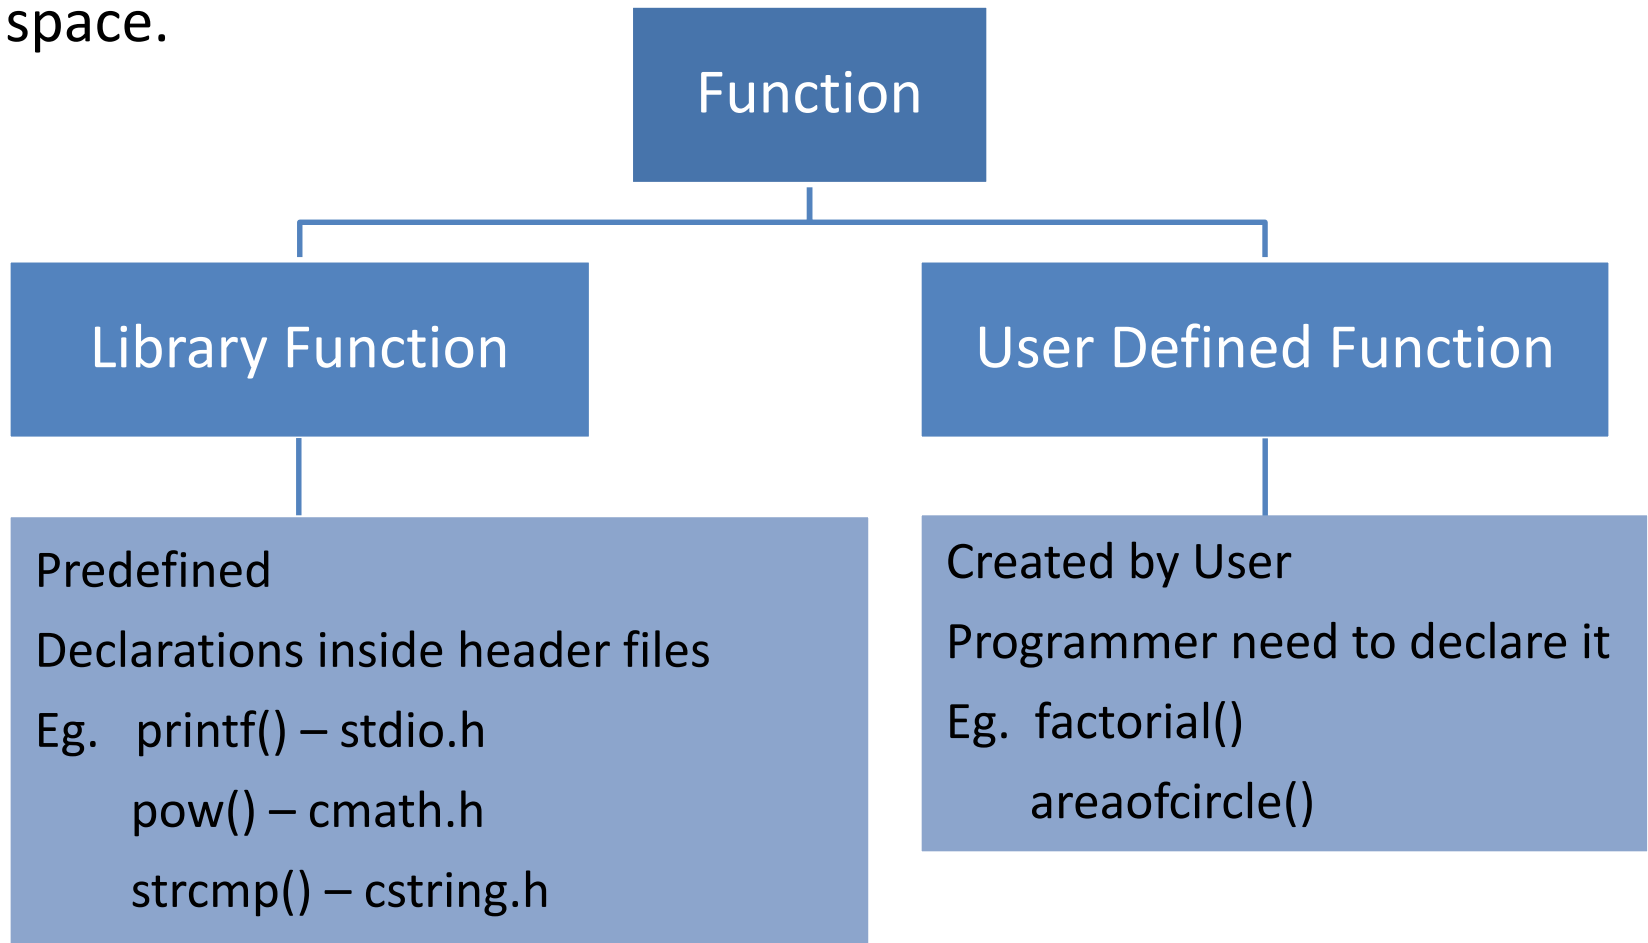 space.
Function
Library Function
User Defined Function
Predefined
Declarations inside header files
Eg. printf() – stdio.h
pow() – cmath.h
strcmp() – cstring.h
Created by User
Programmer need to declare it
Eg. factorial()
areaofcircle()